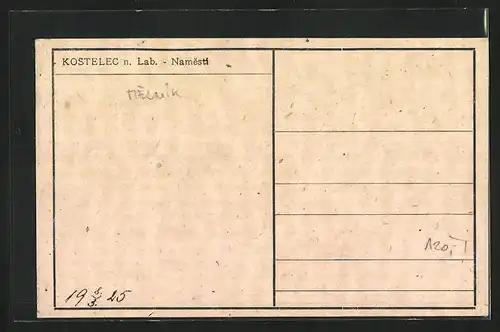 KOSTELEC n. Lab. - Naměstí
MĚLNÍK
120,-
19 8/3 25